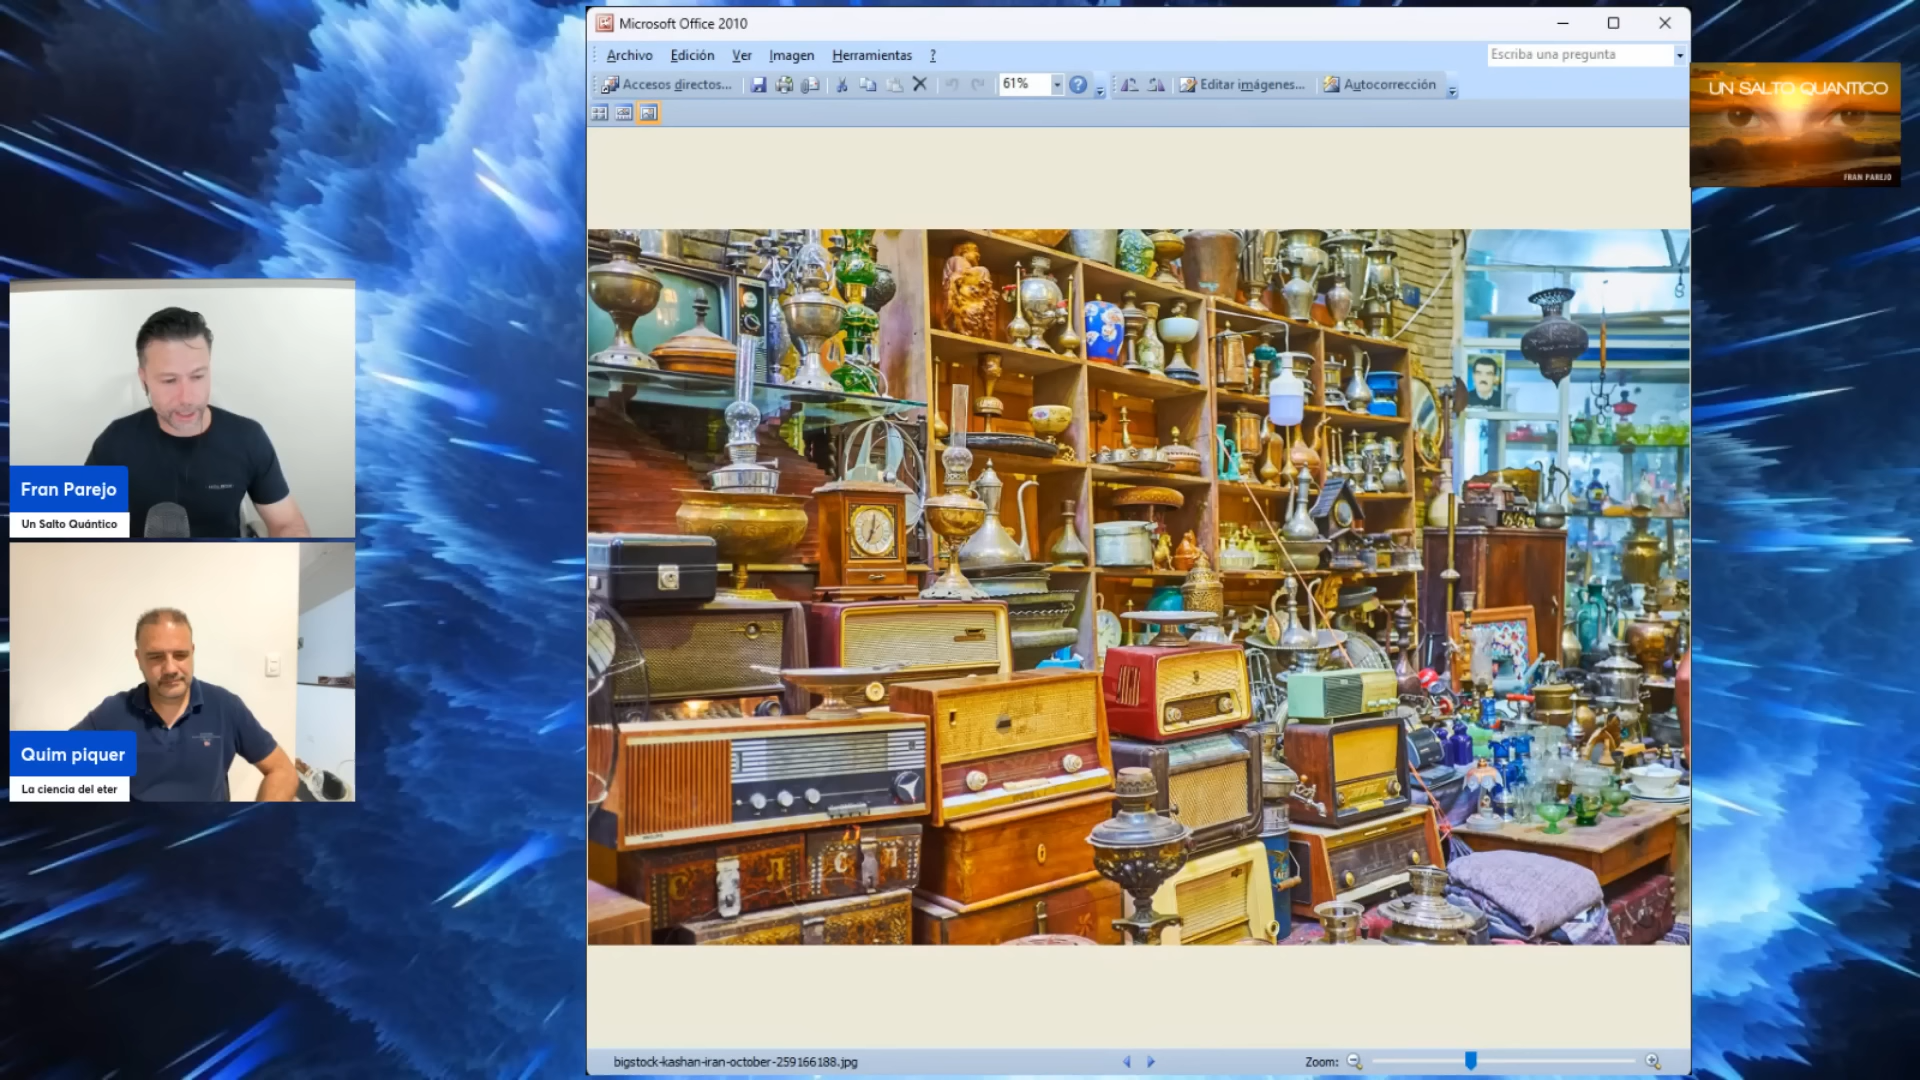 Microsoft Office 2010
Archivo Edición Ver Imagen Herramientas ?
Escriba una pregunta
Accesos directos... 61% Editar imágenes... Autocorrección
UN SALTO QUANTICO
FRAN PAREJO
Fran Parejo
Un Salto Quántico
Quim piquer
La ciencia del eter
bigstock-kashan-iran-october-259166188.jpg
Zoom: